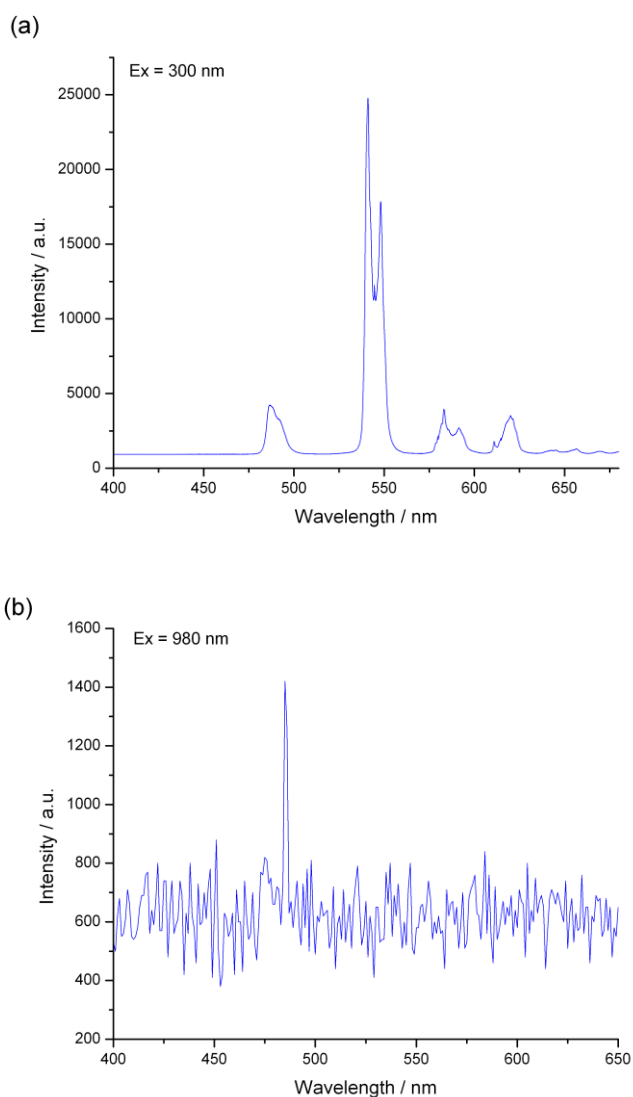 (a)
Ex = 300 nm
25000
20000
15000
10000
5000
0
Intensity / a.u.
400 450 500 550 600 650
Wavelength / nm
(b)
Ex = 980 nm
1600
1400
1200
1000
800
600
400
200
Intensity / a.u.
400 450 500 550 600 650
Wavelength / nm